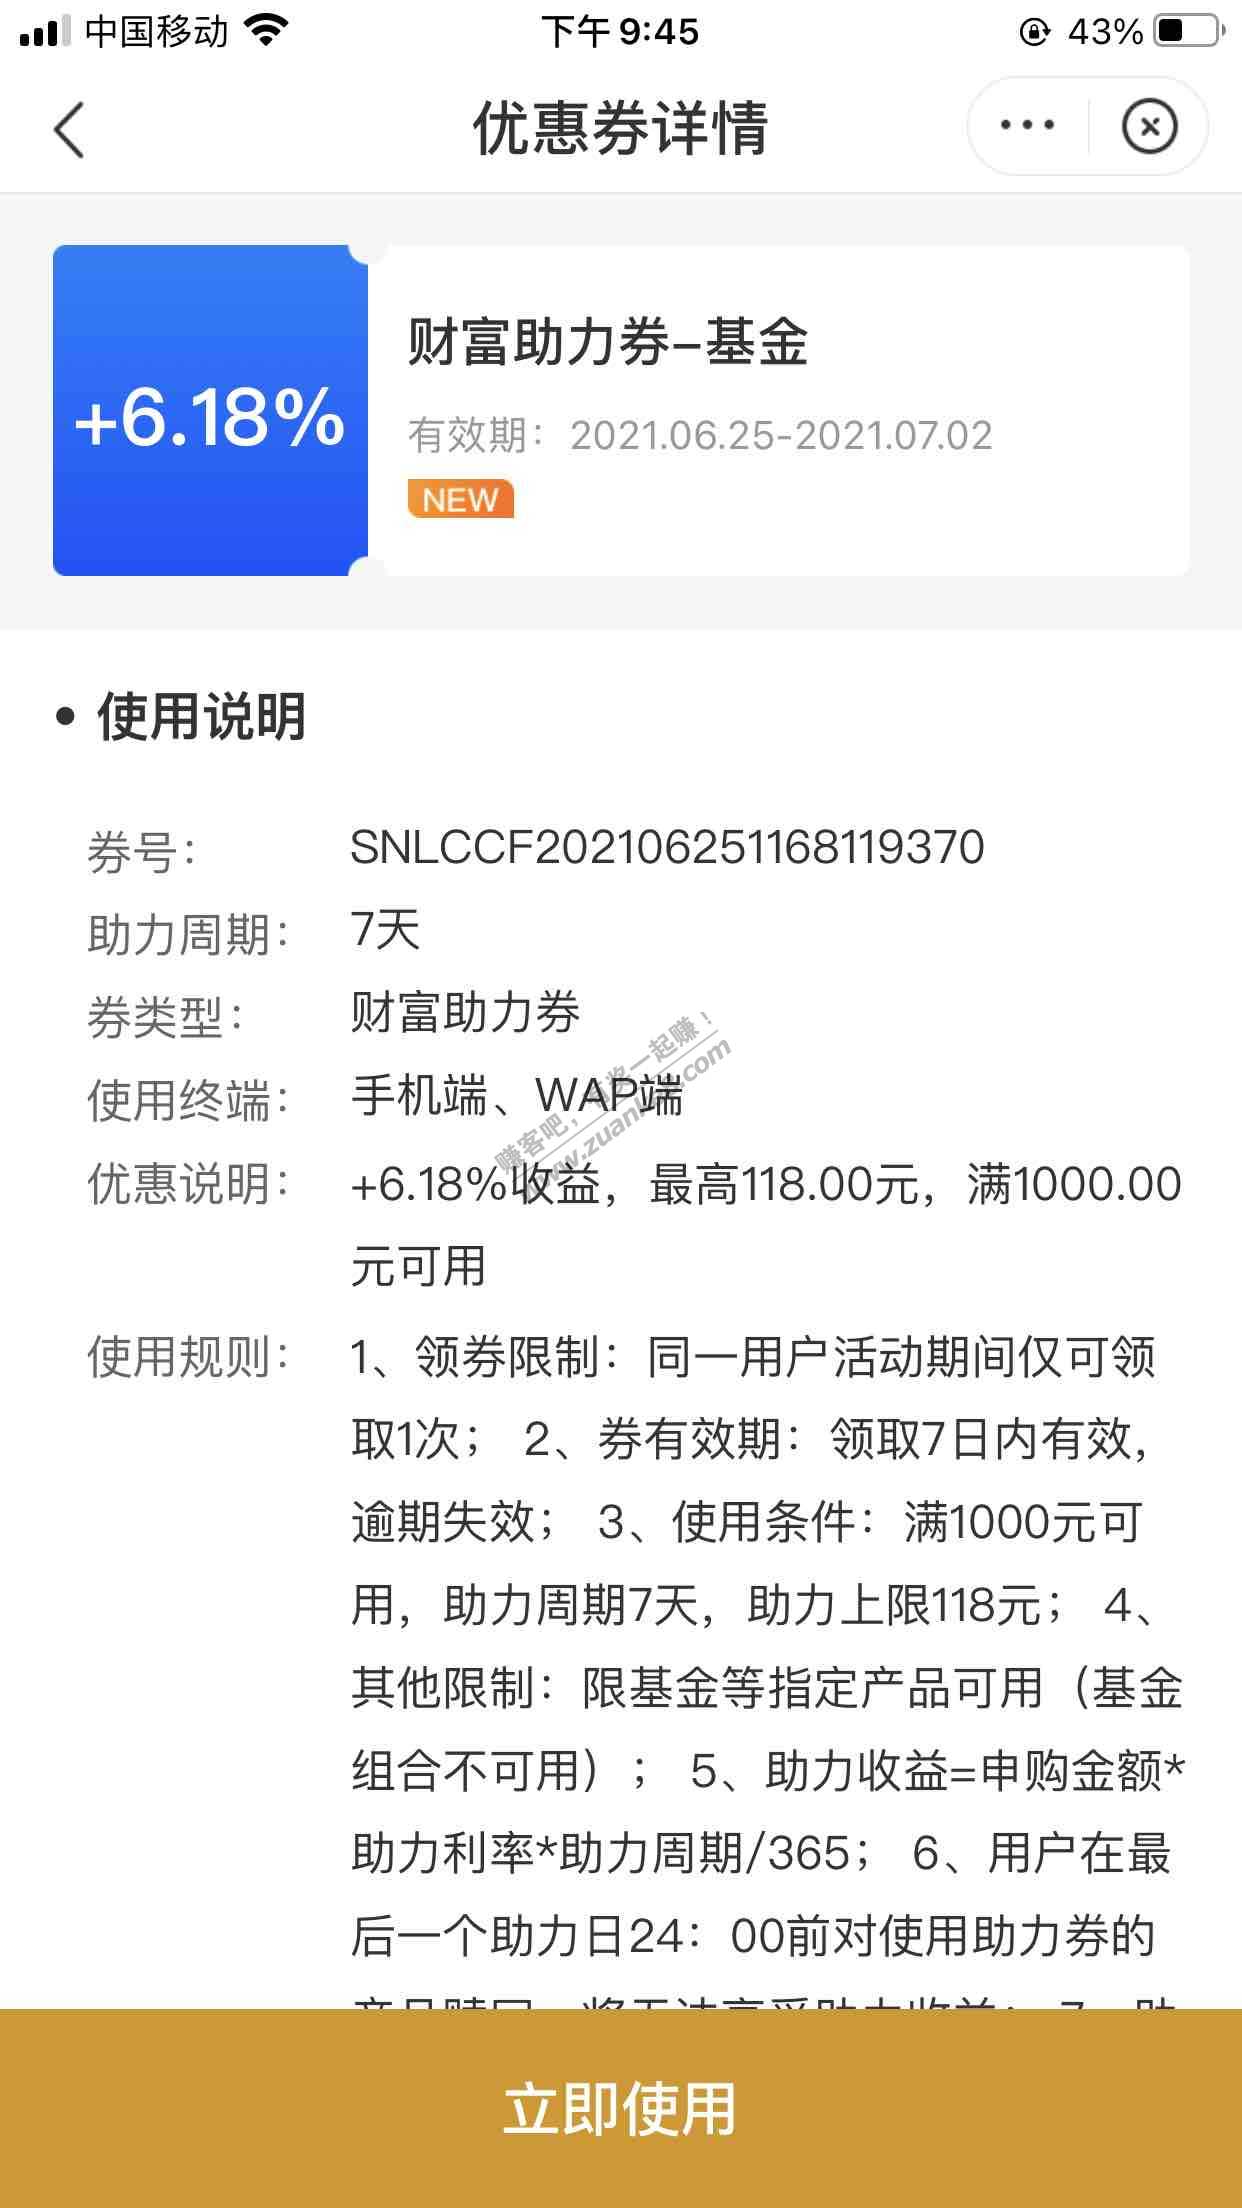 中国移动
下午 9:45
43%
优惠券详情
+6.18%
财富助力券-基金
有效期：2021.06.25-2021.07.02
NEW
• 使用说明
券号：
SNLCCF202106251168119370
助力周期：
7天
券类型：
财富助力券
使用终端：
手机端、WAP端
优惠说明：
+6.18%收益，最高118.00元，满1000.00
元可用
使用规则：
1、领券限制：同一用户活动期间仅可领
取1次； 2、券有效期：领取7日内有效，
逾期失效； 3、使用条件：满1000元可
用，助力周期7天，助力上限118元； 4、
其他限制：限基金等指定产品可用（基金
组合不可用）； 5、助力收益=申购金额*
助力利率*助力周期/365； 6、用户在最
后一个助力日24：00前对使用助力券的
赚客吧，有奖一起赚！
www.zuanke8.com
立即使用